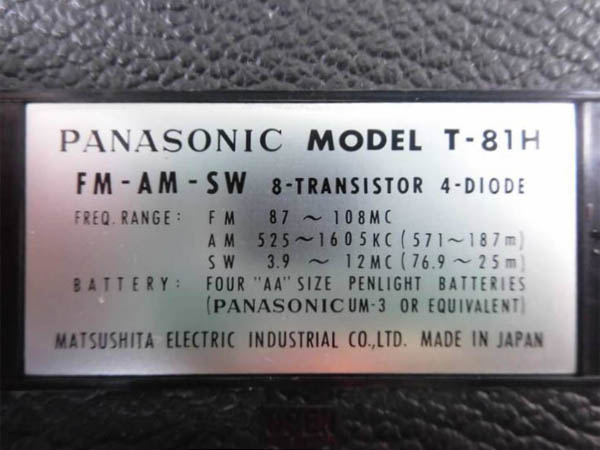 PANASONIC MODEL T-81H
FM-AM-SW 8-TRANSISTOR 4-DIODE
FREQ. RANGE: FM 87 ~ 108MC
AM 525~1605KC (571~187m)
SW 3.9 ~ 12MC (76.9~25m)
BATTERY: FOUR "AA" SIZE PENLIGHT BATTERIES
(PANASONIC UM-3 OR EQUIVALENT)
MATSUSHITA ELECTRIC INDUSTRIAL CO.,LTD. MADE IN JAPAN